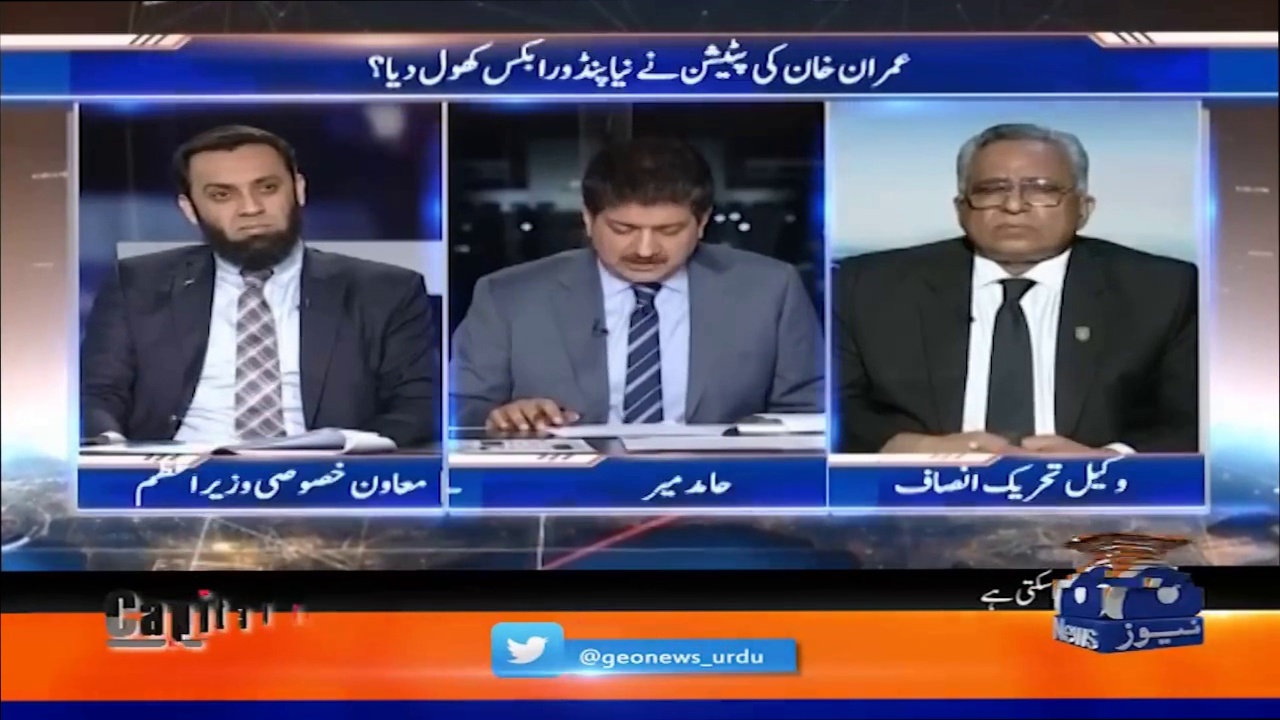 عمران خان کی پٹیشن نے نیا پنڈورا بکس کھول دیا؟
معاون خصوصی وزیر اعظم
حامد میر
وکیل تحریک انصاف
سکتی ہے
Capit
@geonews_urdu
News نیوز